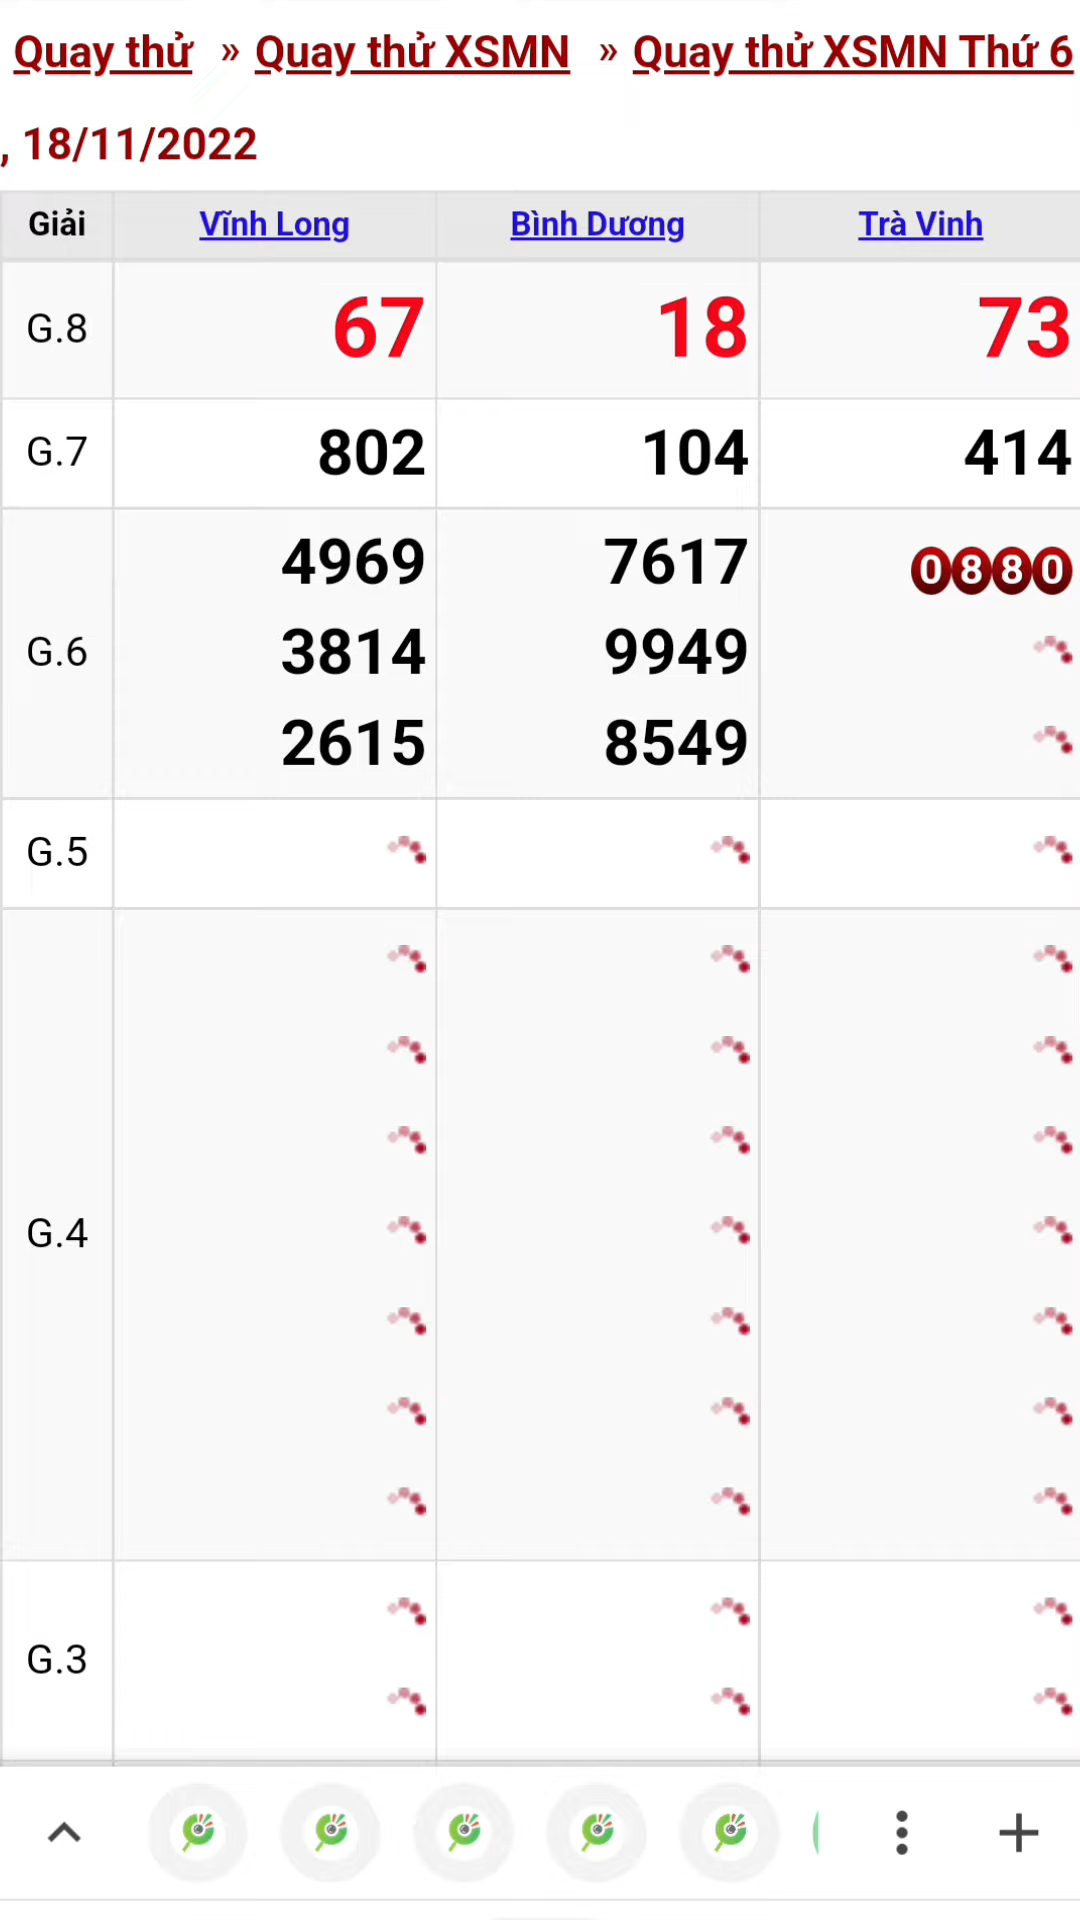 Quay thử » Quay thử XSMN » Quay thử XSMN Thứ 6
, 18/11/2022
Giải Vĩnh Long Bình Dương Trà Vinh
G.8 67 18 73
G.7 802 104 414
G.6 4969 7617 0880
3814 9949
2615 8549
G.5
G.4
G.3